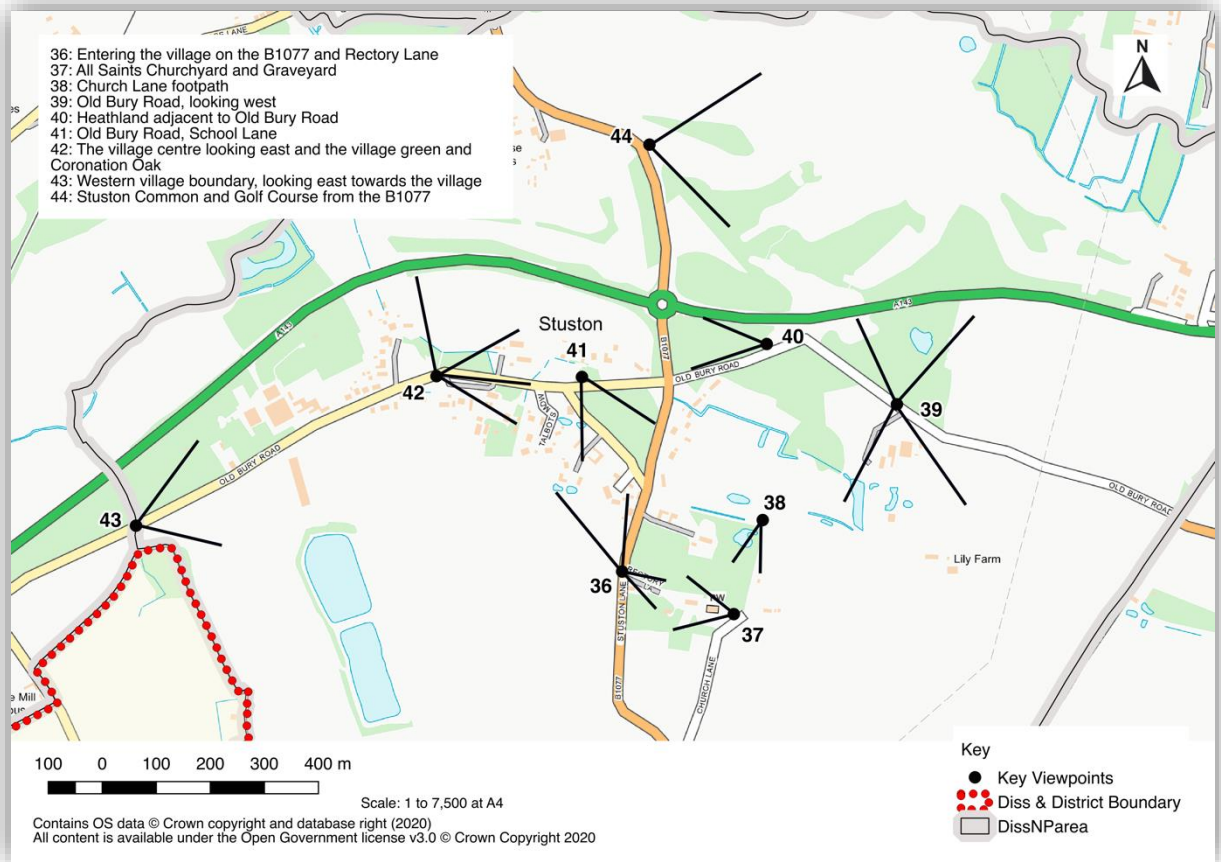 36: Entering the village on the B1077 and Rectory Lane
37: All Saints Churchyard and Graveyard
38: Church Lane footpath
39: Old Bury Road, looking west
40: Heathland adjacent to Old Bury Road
41: Old Bury Road, School Lane
42: The village centre looking east and the village green and
Coronation Oak
43: Western village boundary, looking east towards the village
44: Stuston Common and Golf Course from the B1077
N
44
A143
A143
Stuston
41
40
B1077
OLD BURY ROAD
42
39
TALBOTS
MDW
OLD BURY ROAD
OLD BURY ROAD
43
38
Lily Farm
36
RECTORY
LA
PW
37
STUSTON LANE
B1077
CHURCH LANE
e Mill
100 0 100 200 300 400 m
Scale: 1 to 7,500 at A4
Contains OS data © Crown copyright and database right (2020)
All content is available under the Open Government license v3.0 © Crown Copyright 2020
Key
Key Viewpoints
Diss & District Boundary
DissNParea